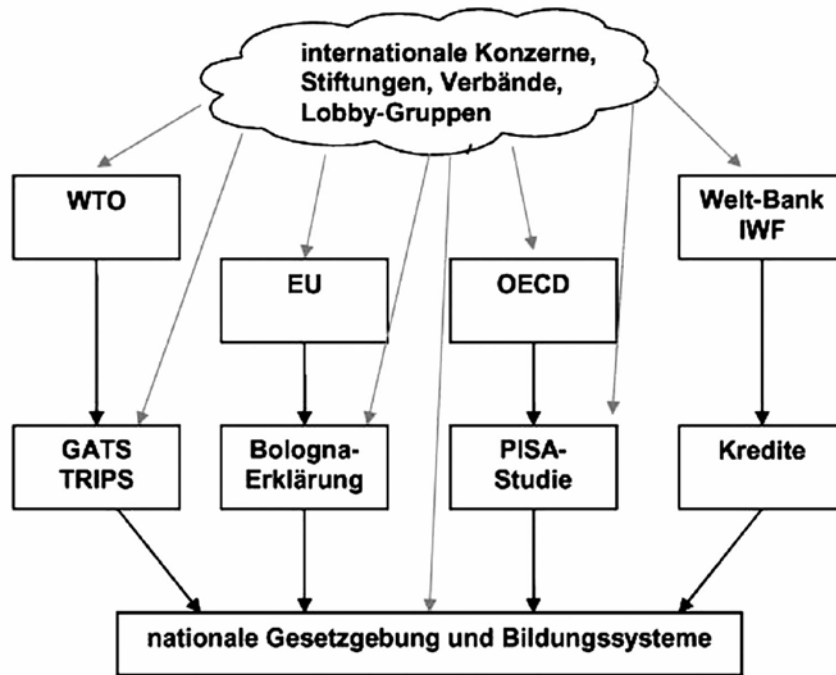 internationale Konzerne,
Stiftungen, Verbände,
Lobby-Gruppen
WTO
Welt-Bank
IWF
EU
OECD
GATS
TRIPS
Bologna-
Erklärung
PISA-
Studie
Kredite
nationale Gesetzgebung und Bildungssysteme